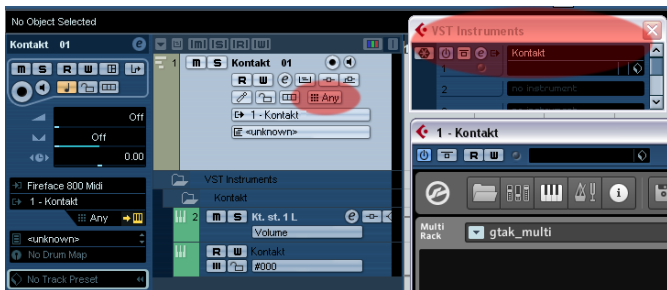 No Object Selected
Kontakt 01
m S R W
Off
Off
0.00
Fireface 800 Midi
1 - Kontakt
Any
<unknown>
No Drum Map
No Track Preset
[m] [S] [R] [W]
1 m S Kontakt 01
R W e
Any
1 - Kontakt
<unknown>
VST Instruments
Kontakt
2 m S Kt. st. 1 L e
Volume
R W Kontakt
#000
VST Instruments
e Kontakt
1
2 no instrument
1 - Kontakt
R W
Multi Rack
gtak_multi